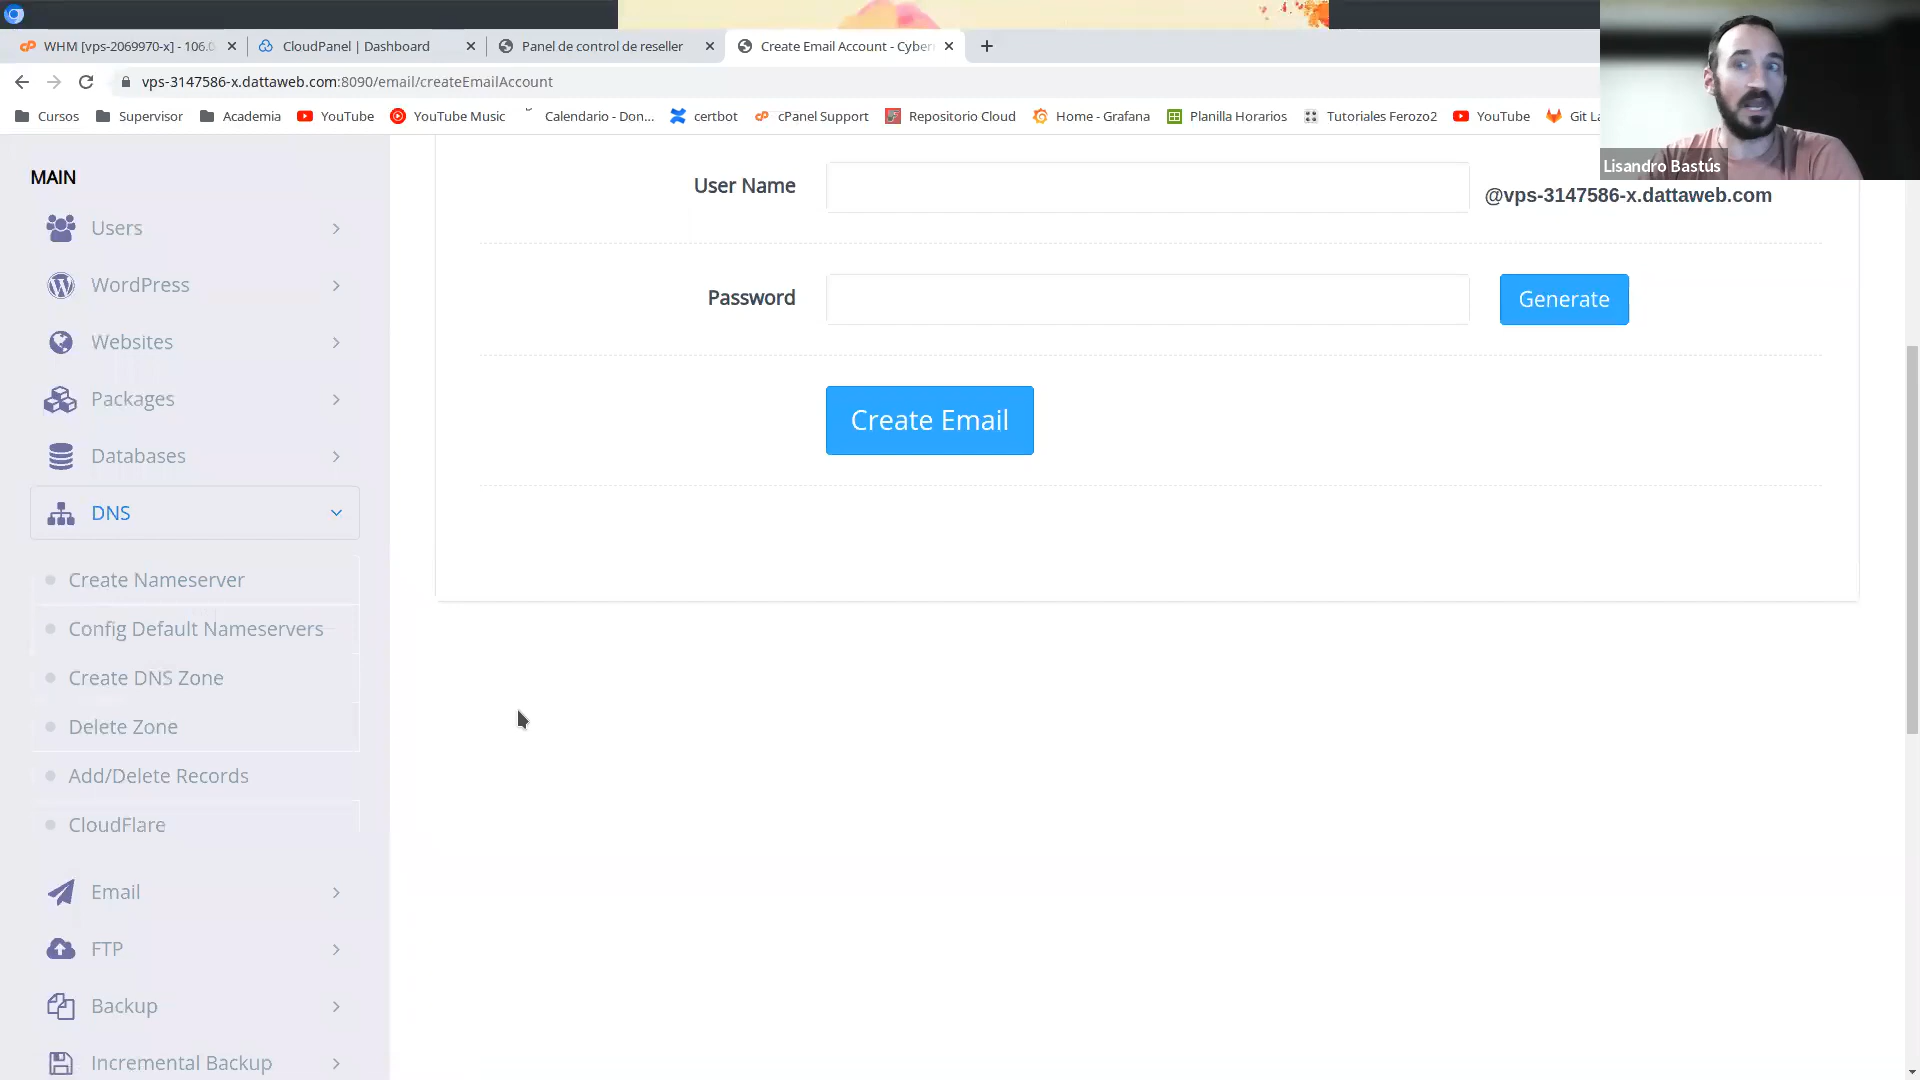 WHM [vps-2069970-x] - 106.0
CloudPanel | Dashboard
Panel de control de reseller
Create Email Account - Cyber
vps-3147586-x.dattaweb.com:8090/email/createEmailAccount
Cursos
Supervisor
Academia
YouTube
YouTube Music
Calendario - Don...
certbot
cPanel Support
Repositorio Cloud
Home - Grafana
Planilla Horarios
Tutoriales Ferozo2
YouTube
Git La
Lisandro Bastús
MAIN
Users
WordPress
Websites
Packages
Databases
DNS
Create Nameserver
Config Default Nameservers
Create DNS Zone
Delete Zone
Add/Delete Records
CloudFlare
Email
FTP
Backup
Incremental Backup
User Name
@vps-3147586-x.dattaweb.com
Password
Generate
Create Email